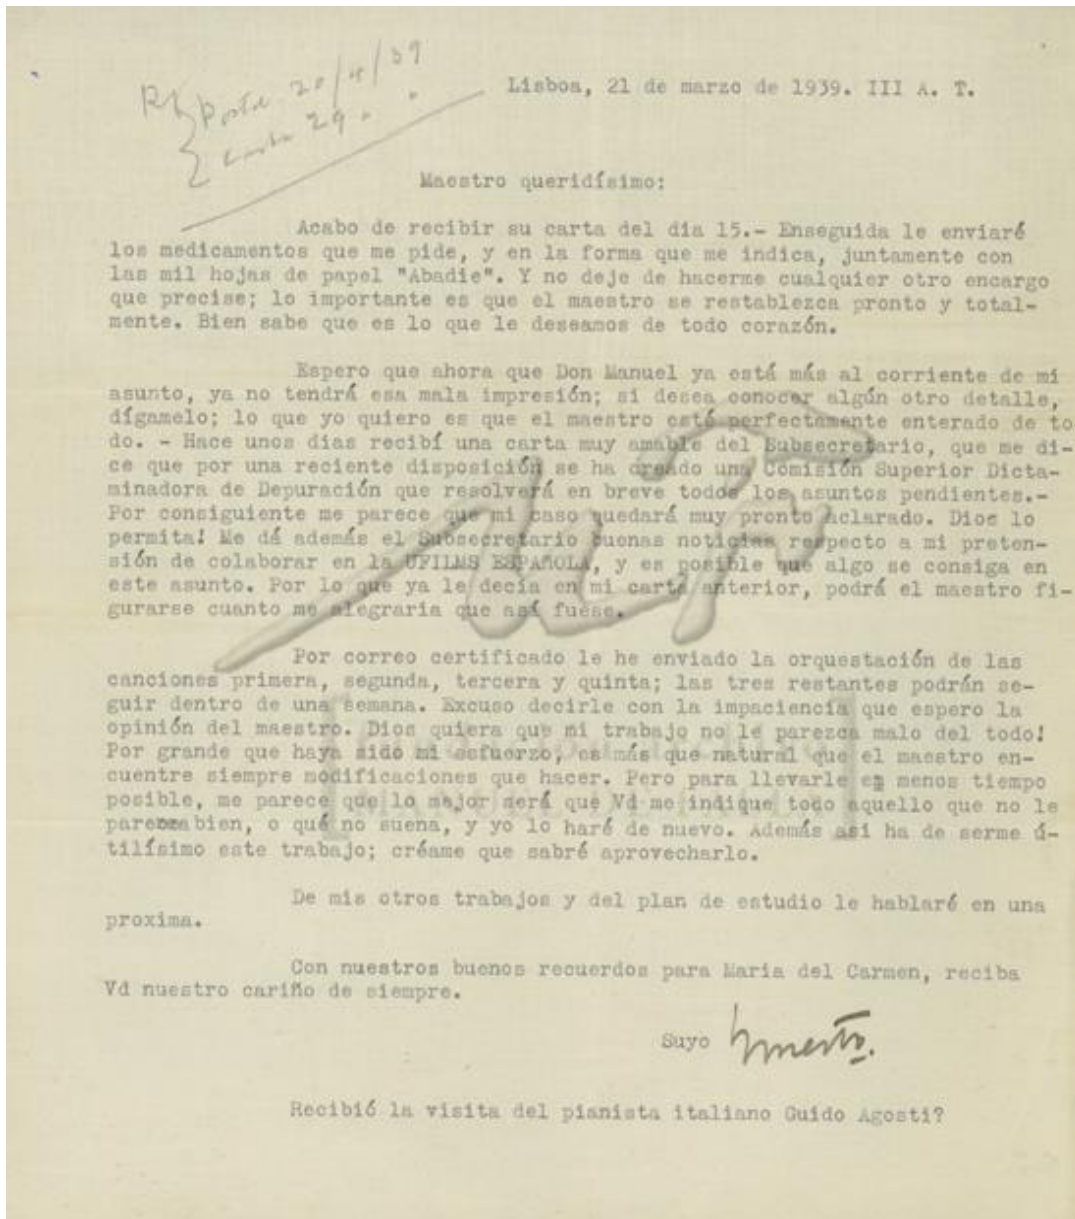 Rx Postal 20/4/39
Carta 29 "
Lisboa, 21 de marzo de 1939. III A. T.
Maestro queridísimo:
Acabo de recibir su carta del dia 15.- Enseguida le enviaré
los medicamentos que me pide, y en la forma que me indica, juntamente con
las mil hojas de papel "Abadie". Y no deje de hacerme cualquier otro encargo
que precise; lo importante es que el maestro se restablezca pronto y total-
mente. Bien sabe que es lo que le deseamos de todo corazón.
Espero que ahora que Don Manuel ya está más al corriente de mi
asunto, ya no tendrá esa mala impresión; si desea conocer algún otro detalle,
dígamelo; lo que yo quiero es que el maestro esté perfectamente enterado de to
do. - Hace unos dias recibí una carta muy amable del Subsecretario, que me di-
ce que por una reciente disposición se ha creado una Comisión Superior Dicta-
minadora de Depuración que resolverá en breve todos los asuntos pendientes.-
Por consiguiente me parece que mi caso quedará muy pronto aclarado. Dios lo
permita! Me dá además el Subsecretario buenas noticias respecto a mi preten-
sión de colaborar en la UFILMS ESPAÑOLA, y es posible que algo se consiga en
este asunto. Por lo que ya le decía en mi carta anterior, podrá el maestro fi-
gurarse cuanto me alegraria que así fuese.
Por correo certificado le he enviado la orquestación de las
canciones primera, segunda, tercera y quinta; las tres restantes podrán se-
guir dentro de una semana. Excuso decirle con la impaciencia que espero la
opinión del maestro. Dios quiera que mi trabajo no le parezca malo del todo!
Por grande que haya sido mi esfuerzo, es más que natural que el maestro en-
cuentre siempre modificaciones que hacer. Pero para llevarle el menos tiempo
posible, me parece que lo major será que Vd me indique todo aquello que no le
parezca bien, o qué no suena, y yo lo haré de nuevo. Además asi ha de serme ú-
tilísimo este trabajo; créame que sabré aprovecharlo.
De mis otros trabajos y del plan de estudio le hablaré en una
proxima.
Con nuestros buenos recuerdos para Maria del Carmen, reciba
Vd nuestro cariño de siempre.
Suyo Ernesto.
Recibió la visita del pianista italiano Guido Agosti?